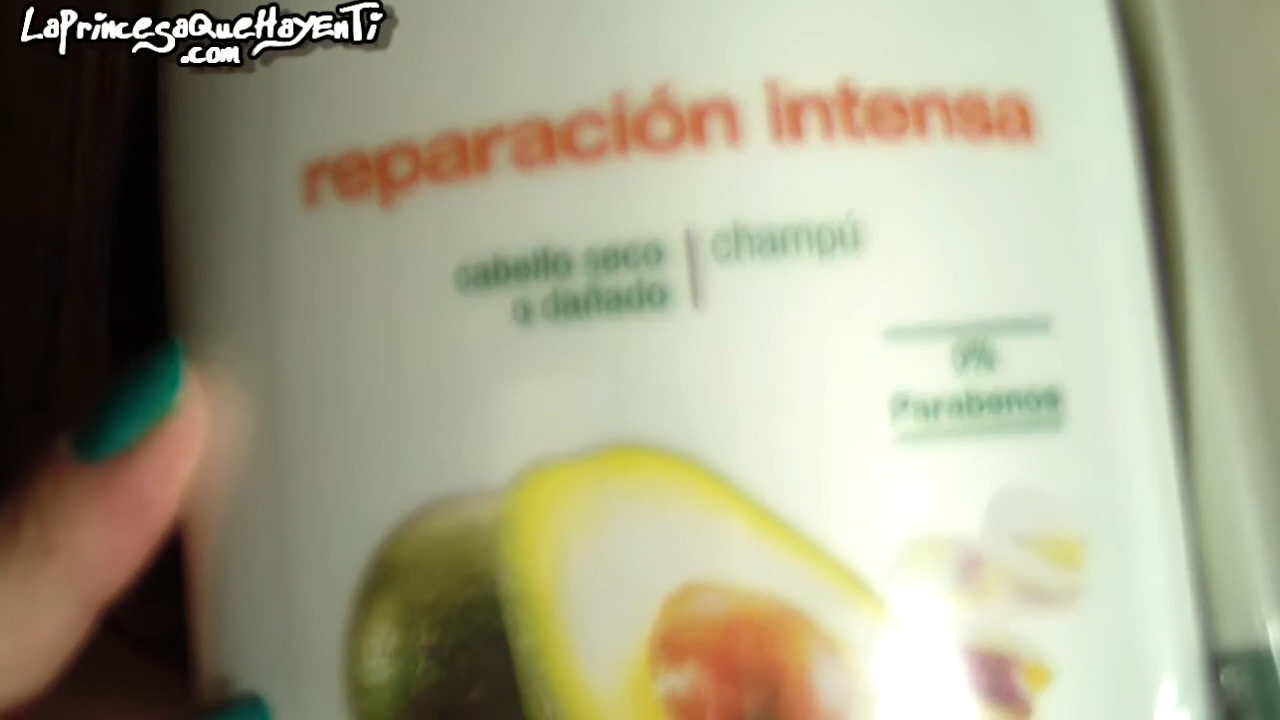 LaPrincesaQueHayEnTi
.com
reparación intensa
cabello seco
o dañado
champú
0%
Parabenos